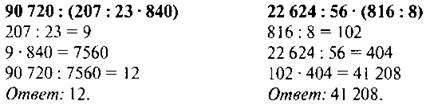 90 720 : (207 : 23 · 840)
207 : 23 = 9
9 · 840 = 7560
90 720 : 7560 = 12
Ответ: 12.
22 624 : 56 · (816 : 8)
816 : 8 = 102
22 624 : 56 = 404
102 · 404 = 41 208
Ответ: 41 208.